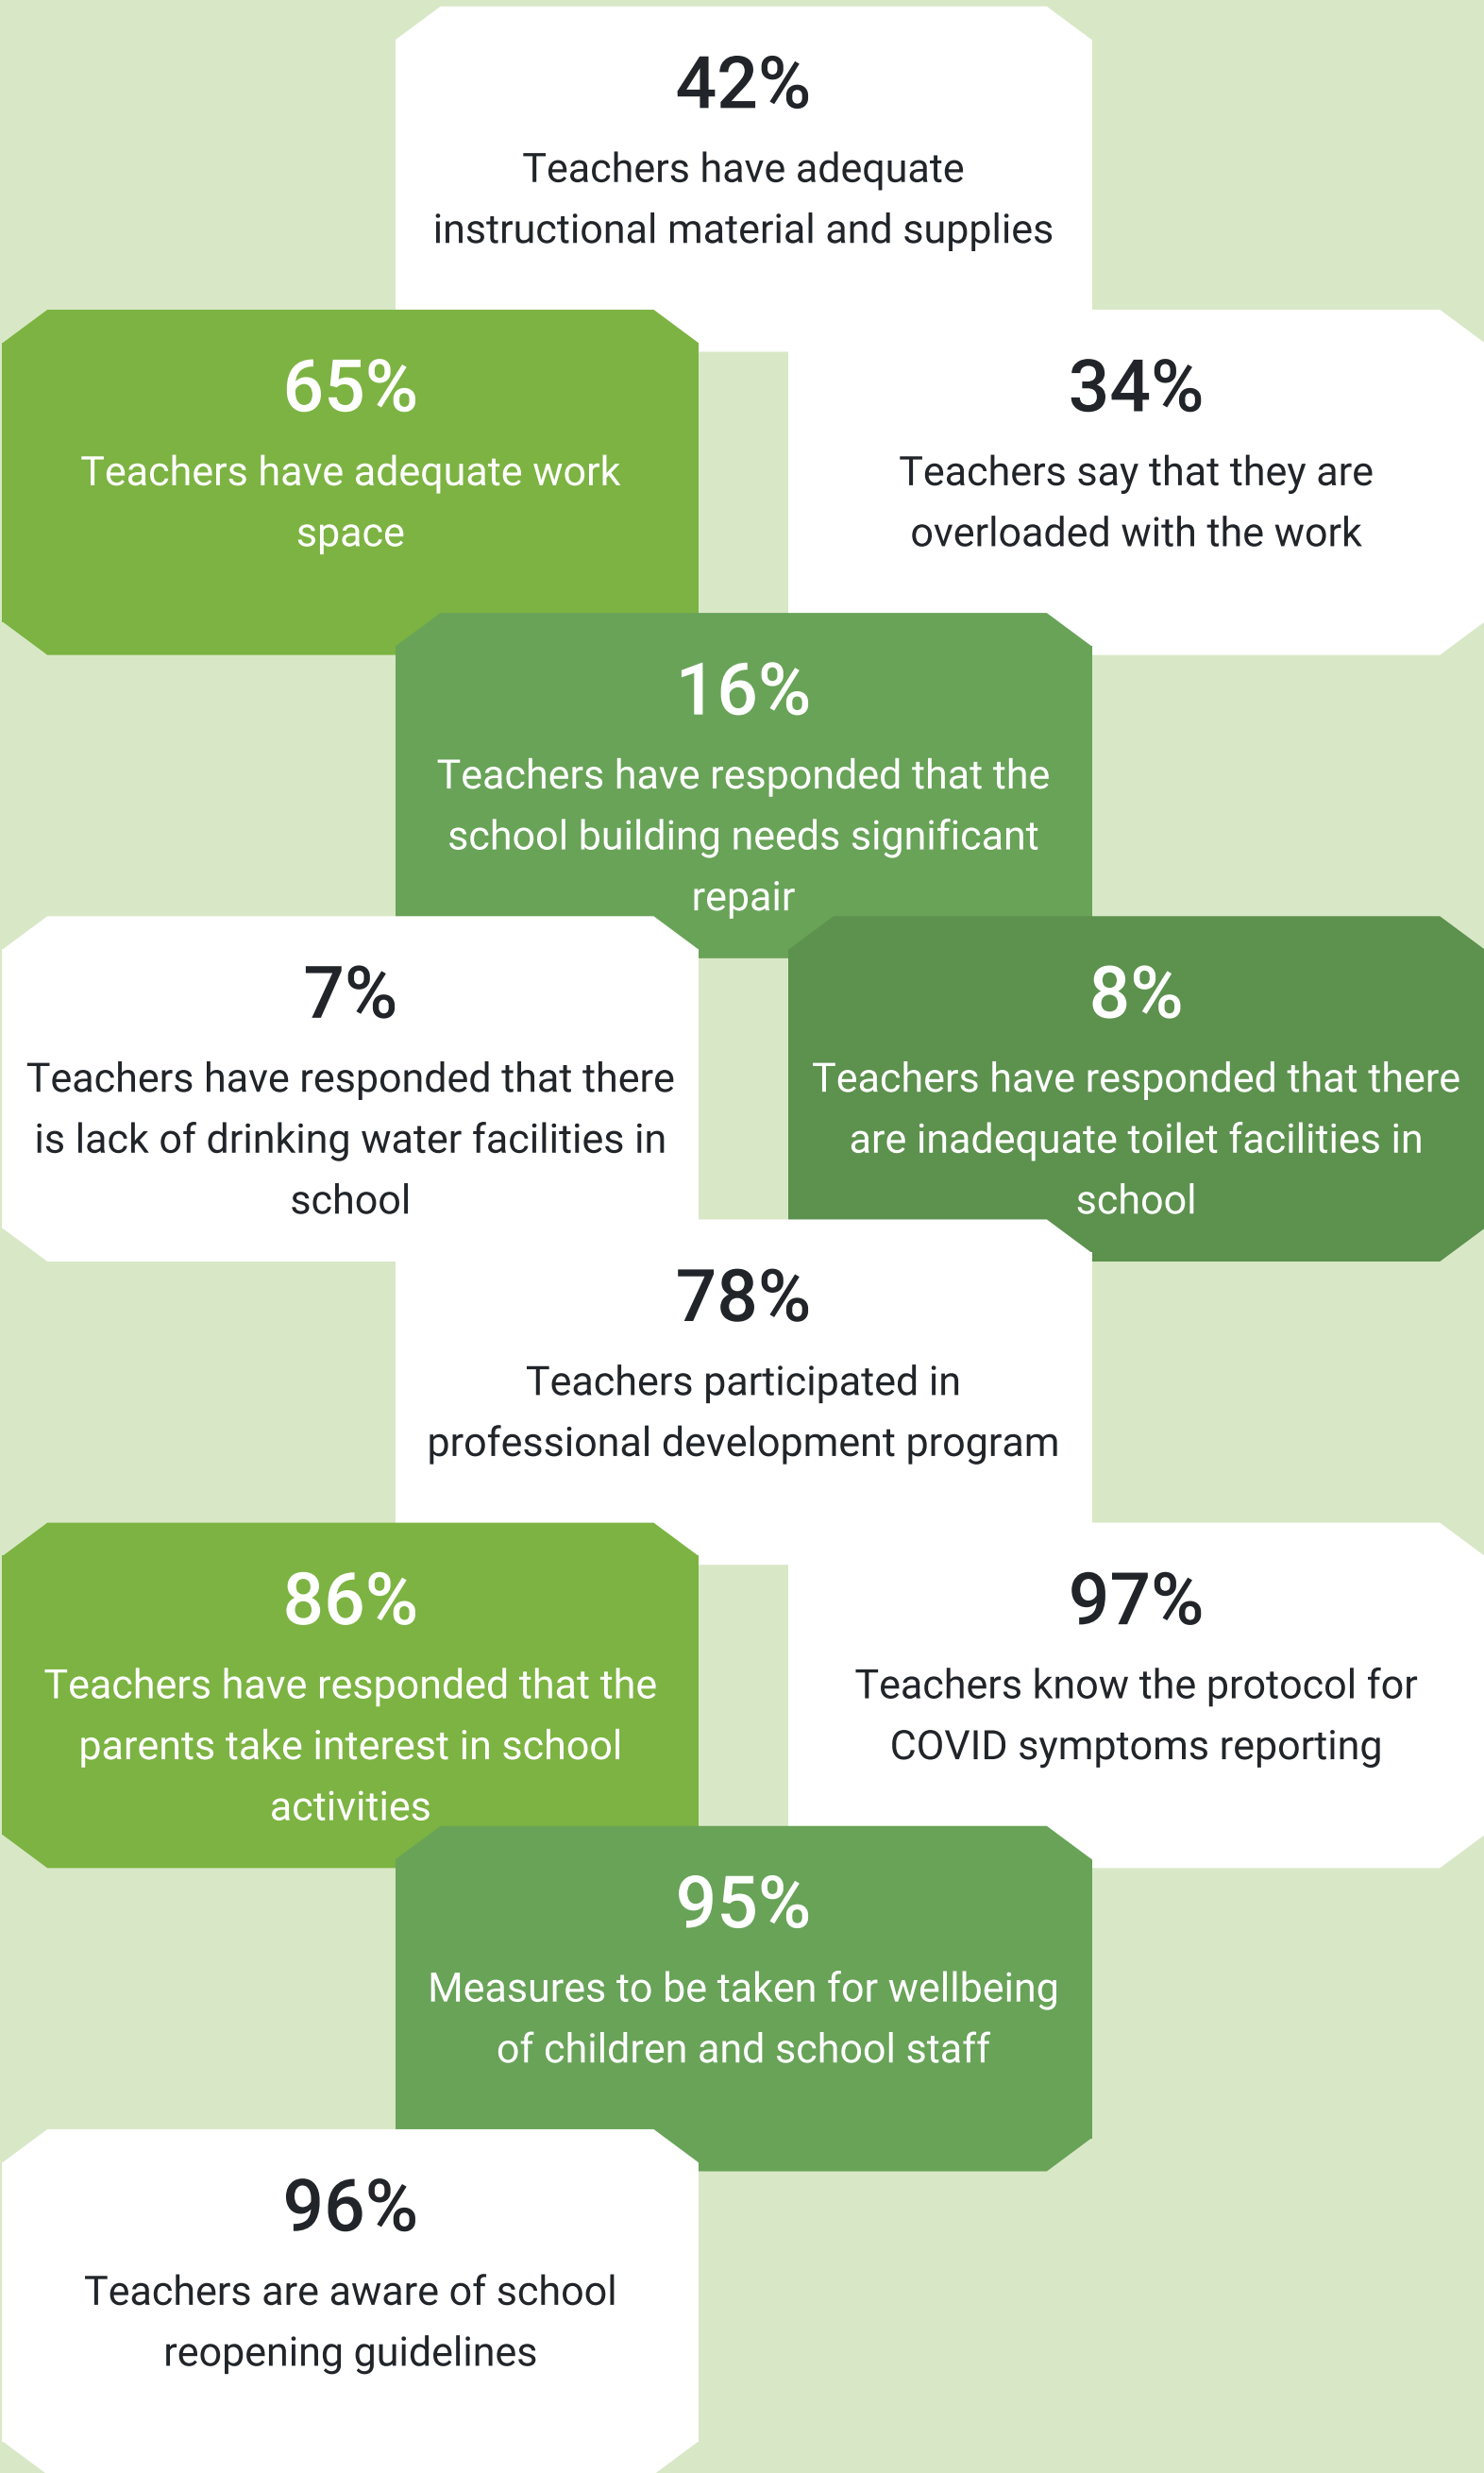 42%
Teachers have adequate
instructional material and supplies
65%
Teachers have adequate work
space
34%
Teachers say that they are
overloaded with the work
16%
Teachers have responded that the
school building needs significant
repair
7%
Teachers have responded that there
is lack of drinking water facilities in
school
8%
Teachers have responded that there
are inadequate toilet facilities in
school
78%
Teachers participated in
professional development program
86%
Teachers have responded that the
parents take interest in school
activities
97%
Teachers know the protocol for
COVID symptoms reporting
95%
Measures to be taken for wellbeing
of children and school staff
96%
Teachers are aware of school
reopening guidelines